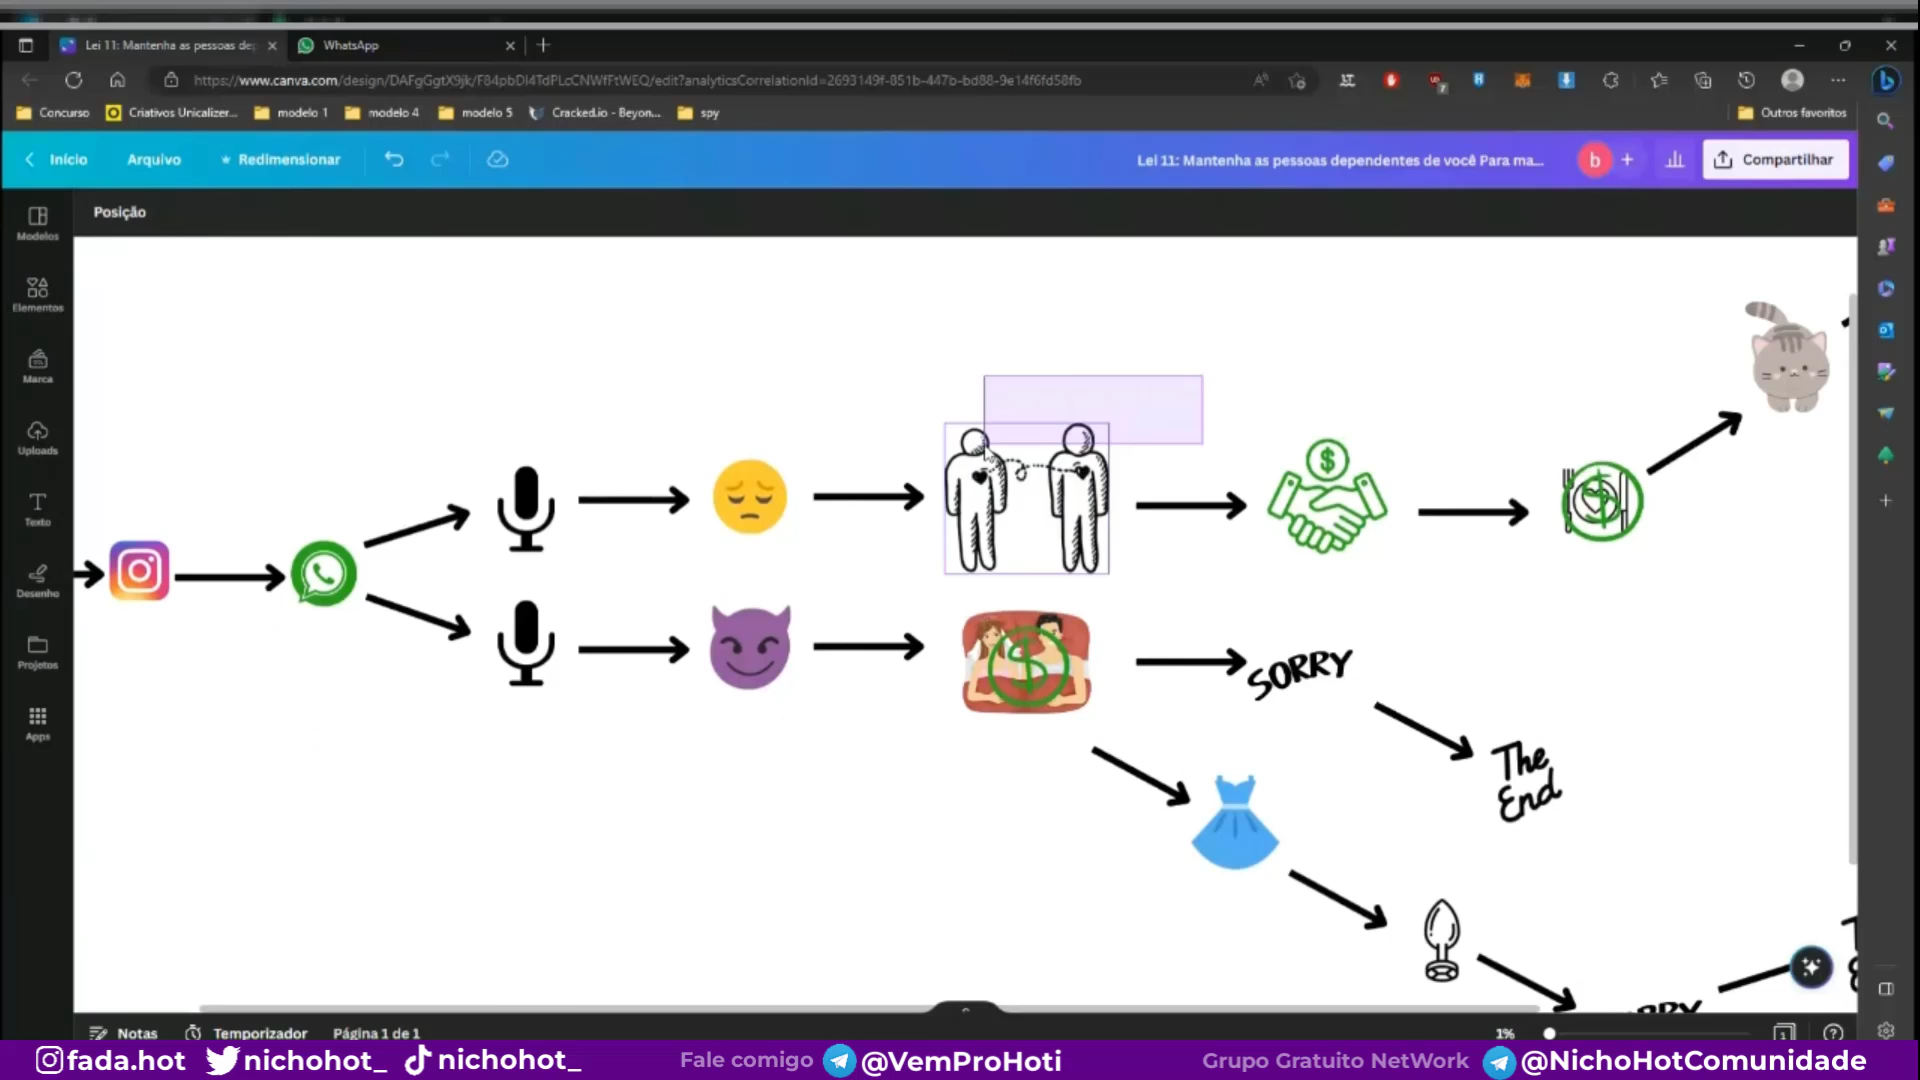 Lei 11: Mantenha as pessoas de
WhatsApp
https://www.canva.com/design/DAFgGgtX9jk/F84pbDI4TdPLcCNWfFtWEQ/edit?analyticsCorrelationId=2693149f-851b-447b-bd88-9e14f6fd58fb
Concurso
Criativos Unicalizer...
modelo 1
modelo 4
modelo 5
Cracked.io - Beyon...
spy
Outros favoritos
Início
Arquivo
Redimensionar
Lei 11: Mantenha as pessoas dependentes de você Para ma...
b
Compartilhar
Posição
Modelos
Elementos
Marca
Uploads
Texto
Desenho
Projetos
Apps
SORRY
The
End
Notas
Temporizador
Página 1 de 1
1%
1
fada.hot
nichohot_
nichohot_
Fale comigo
@VemProHoti
Grupo Gratuito NetWork
@NichoHotComunidade